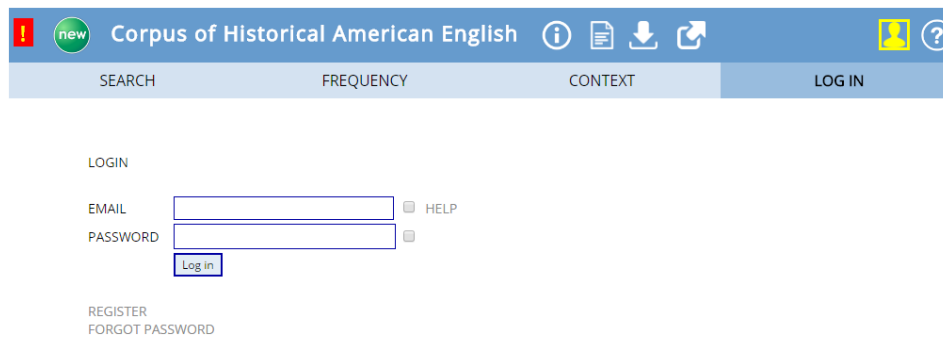 ! new Corpus of Historical American English i ?
SEARCH FREQUENCY CONTEXT LOG IN
LOGIN
EMAIL HELP
PASSWORD
Log in
REGISTER
FORGOT PASSWORD